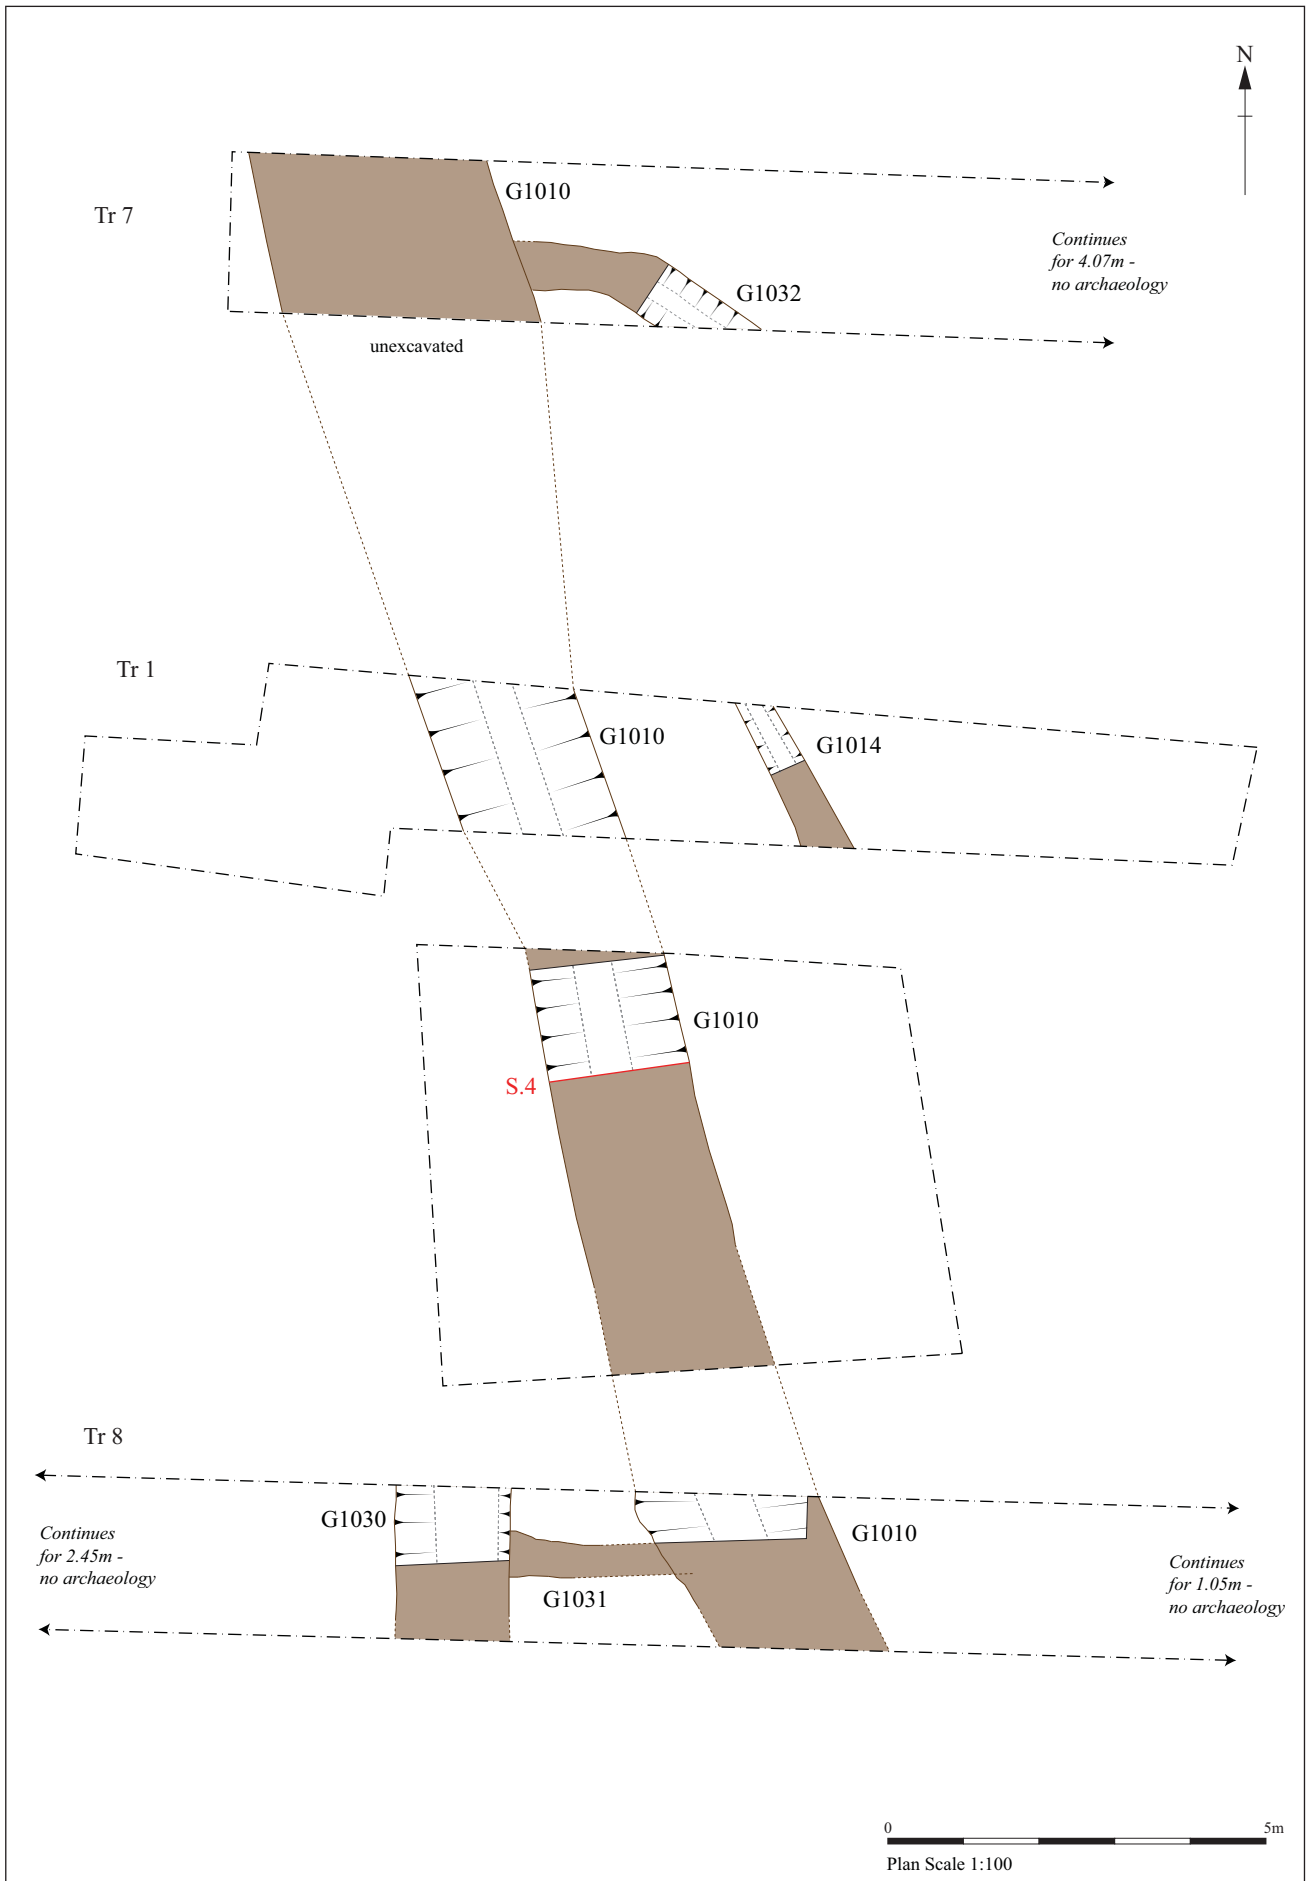 N
Tr 7
G1010
Continues
for 4.07m -
no archaeology
G1032
unexcavated
Tr 1
G1010
G1014
G1010
S.4
Tr 8
G1030
G1010
Continues
for 2.45m -
no archaeology
Continues
for 1.05m -
no archaeology
G1031
0 5m
Plan Scale 1:100